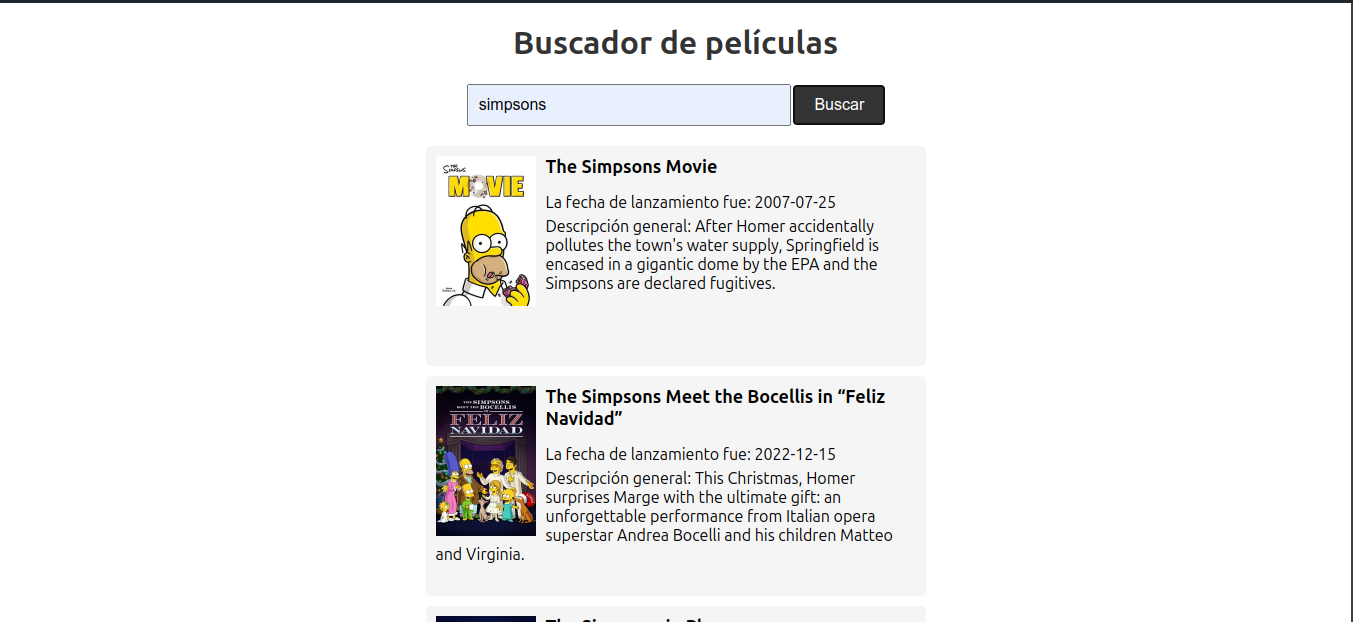 Buscador de películas
simpsons
Buscar
THE
SIMPSONS
MOVIE
The Simpsons Movie
La fecha de lanzamiento fue: 2007-07-25
Descripción general: After Homer accidentally
pollutes the town's water supply, Springfield is
encased in a gigantic dome by the EPA and the
Simpsons are declared fugitives.
THE SIMPSONS
MEET THE BOCELLIS
IN
FELIZ
NAVIDAD
The Simpsons Meet the Bocellis in “Feliz
Navidad”
La fecha de lanzamiento fue: 2022-12-15
Descripción general: This Christmas, Homer
surprises Marge with the ultimate gift: an
unforgettable performance from Italian opera
superstar Andrea Bocelli and his children Matteo
and Virginia.